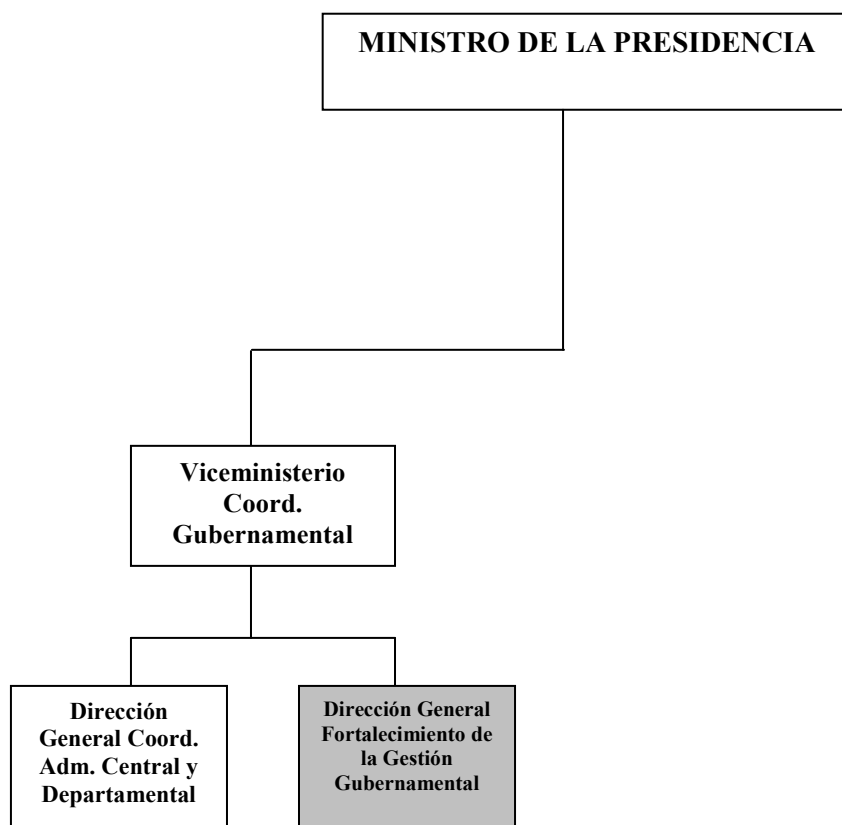 MINISTRO DE LA PRESIDENCIA
Viceministerio
Coord.
Gubernamental
Dirección
General Coord.
Adm. Central y
Departamental
Dirección General
Fortalecimiento de
la Gestión
Gubernamental